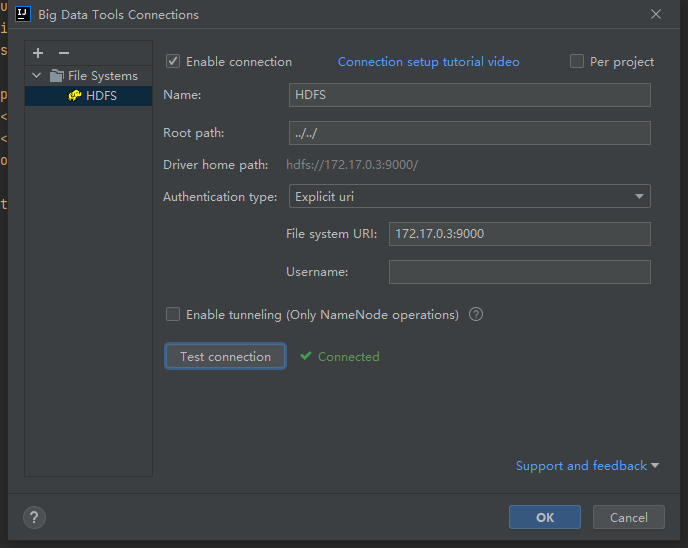 Big Data Tools Connections
File Systems
HDFS
Enable connection Connection setup tutorial video Per project
Name: HDFS
Root path: ../../
Driver home path: hdfs://172.17.0.3:9000/
Authentication type: Explicit uri
File system URI: 172.17.0.3:9000
Username:
Enable tunneling (Only NameNode operations) ?
Test connection Connected
Support and feedback
? OK Cancel